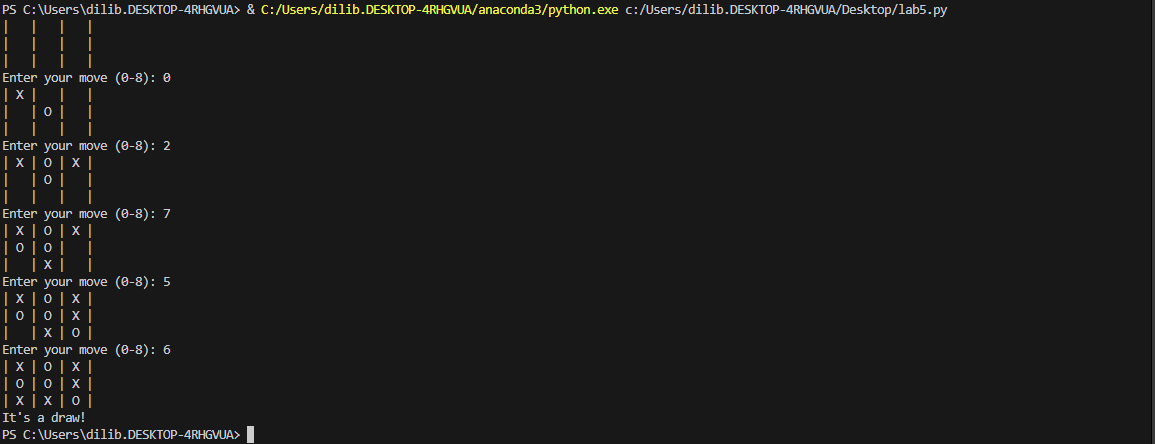 PS C:\Users\dilib.DESKTOP-4RHGVUA> & C:/Users/dilib.DESKTOP-4RHGVUA/anaconda3/python.exe c:/Users/dilib.DESKTOP-4RHGVUA/Desktop/lab5.py
|   |   |   |
|   |   |   |
|   |   |   |
Enter your move (0-8): 0
| X |   |   |
|   | O |   |
|   |   |   |
Enter your move (0-8): 2
| X | O | X |
|   | O |   |
|   |   |   |
Enter your move (0-8): 7
| X | O | X |
| O | O |   |
|   | X |   |
Enter your move (0-8): 5
| X | O | X |
| O | O | X |
|   | X | O |
Enter your move (0-8): 6
| X | O | X |
| O | O | X |
| X | X | O |
It's a draw!
PS C:\Users\dilib.DESKTOP-4RHGVUA>